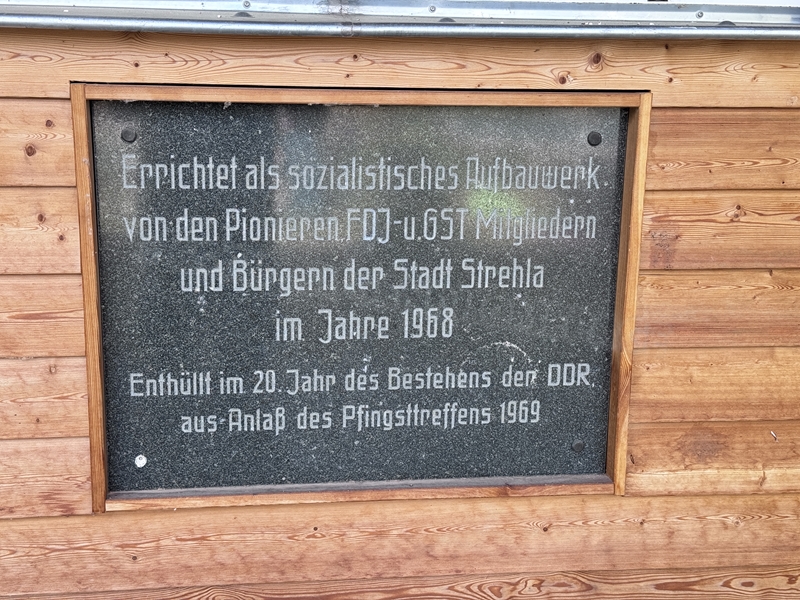 Errichtet als sozialistisches Aufbauwerk
von den Pionieren, FDJ-u. GST Mitgliedern
und Bürgern der Stadt Strehla
im Jahre 1968
Enthüllt im 20. Jahr des Bestehens der DDR,
aus Anlaß des Pfingsttreffens 1969